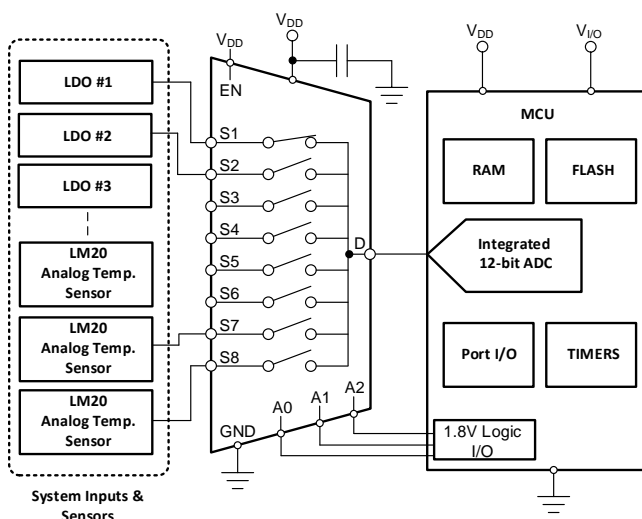 LDO #1
LDO #2
LDO #3
LM20
Analog Temp.
Sensor
LM20
Analog Temp.
Sensor
LM20
Analog Temp.
Sensor
System Inputs &
Sensors
VDD
EN
VDD
S1
S2
S3
S4
S5
S6
S7
S8
D
GND
A0
A1
A2
VDD
VI/O
MCU
RAM
FLASH
Integrated
12-bit ADC
Port I/O
TIMERS
1.8V Logic
I/O